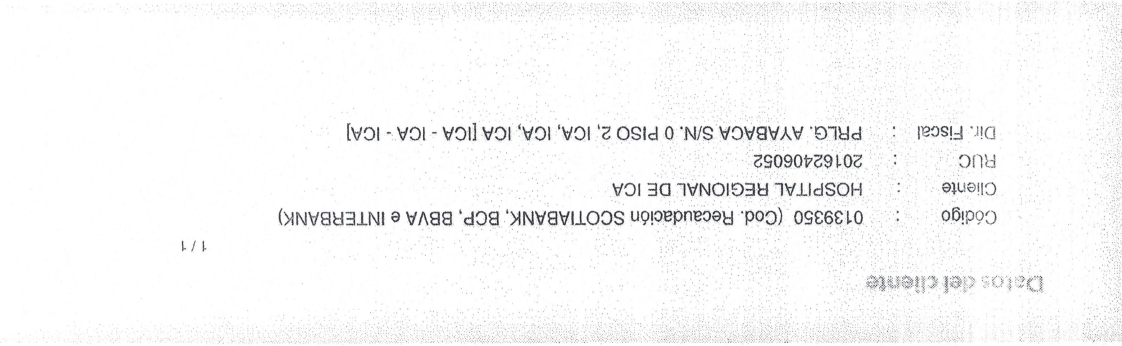 Datos del cliente
1 / 1
Código : 0139350 (Cod. Recaudación SCOTIABANK, BCP, BBVA e INTERBANK)
Cliente : HOSPITAL REGIONAL DE ICA
RUC : 20162406052
Dir. Fiscal : PRLG. AYABACA S/N. 0 PISO 2, ICA, ICA, ICA [ICA - ICA - ICA]